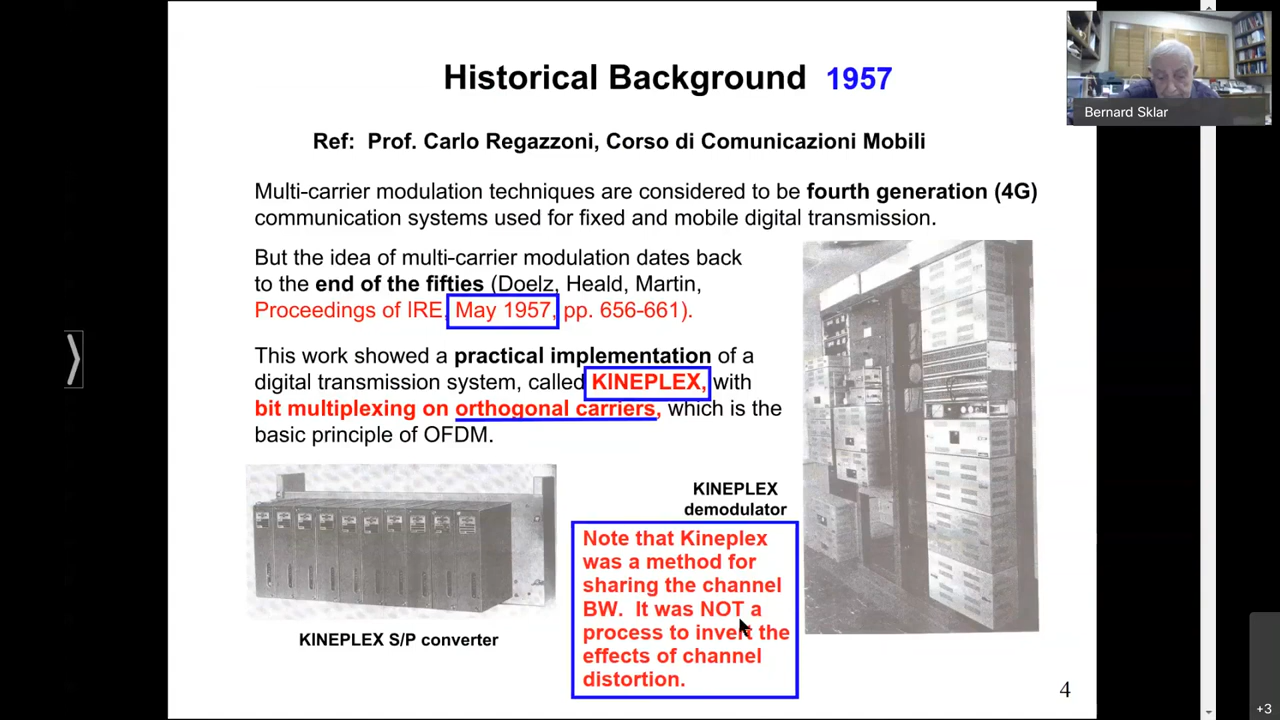 Historical Background 1957
Bernard Sklar
Ref: Prof. Carlo Regazzoni, Corso di Comunicazioni Mobili
Multi-carrier modulation techniques are considered to be fourth generation (4G)
communication systems used for fixed and mobile digital transmission.
But the idea of multi-carrier modulation dates back
to the end of the fifties (Doelz, Heald, Martin,
Proceedings of IRE, May 1957, pp. 656-661).
This work showed a practical implementation of a
digital transmission system, called KINEPLEX, with
bit multiplexing on orthogonal carriers, which is the
basic principle of OFDM.
KINEPLEX
demodulator
Note that Kineplex
was a method for
sharing the channel
BW. It was NOT a
process to invert the
effects of channel
distortion.
KINEPLEX S/P converter
4
+3